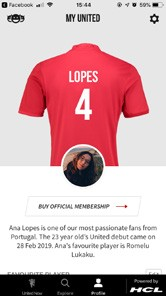 Facebook 15:44 59%
MY UNITED
LOPES
4
BUY OFFICIAL MEMBERSHIP
Ana Lopes is one of our most passionate fans from
Portugal. The 23 year old's United debut came on
28 Feb 2019. Ana's favourite player is Romelu
Lukaku.
FAVOURITE PLAYER Edit
Unitednow Explore Profile Powered by
HCL